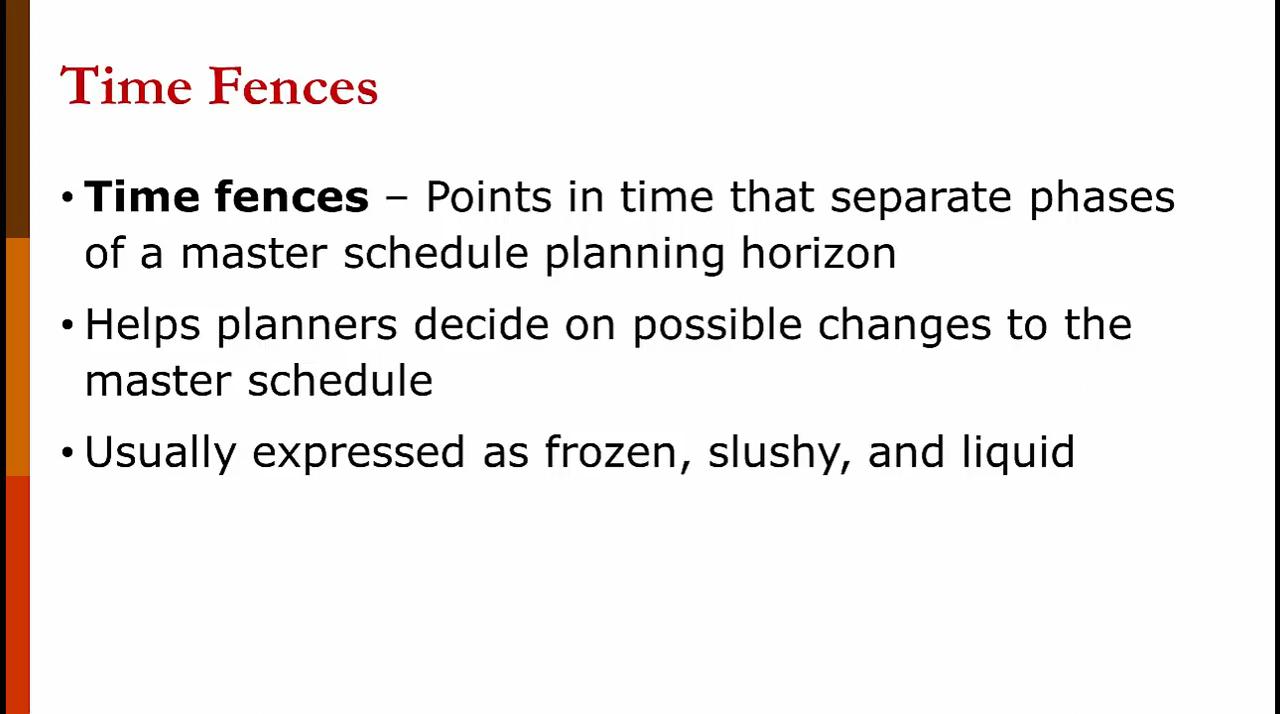 Time Fences
• Time fences – Points in time that separate phases
of a master schedule planning horizon
• Helps planners decide on possible changes to the
master schedule
• Usually expressed as frozen, slushy, and liquid